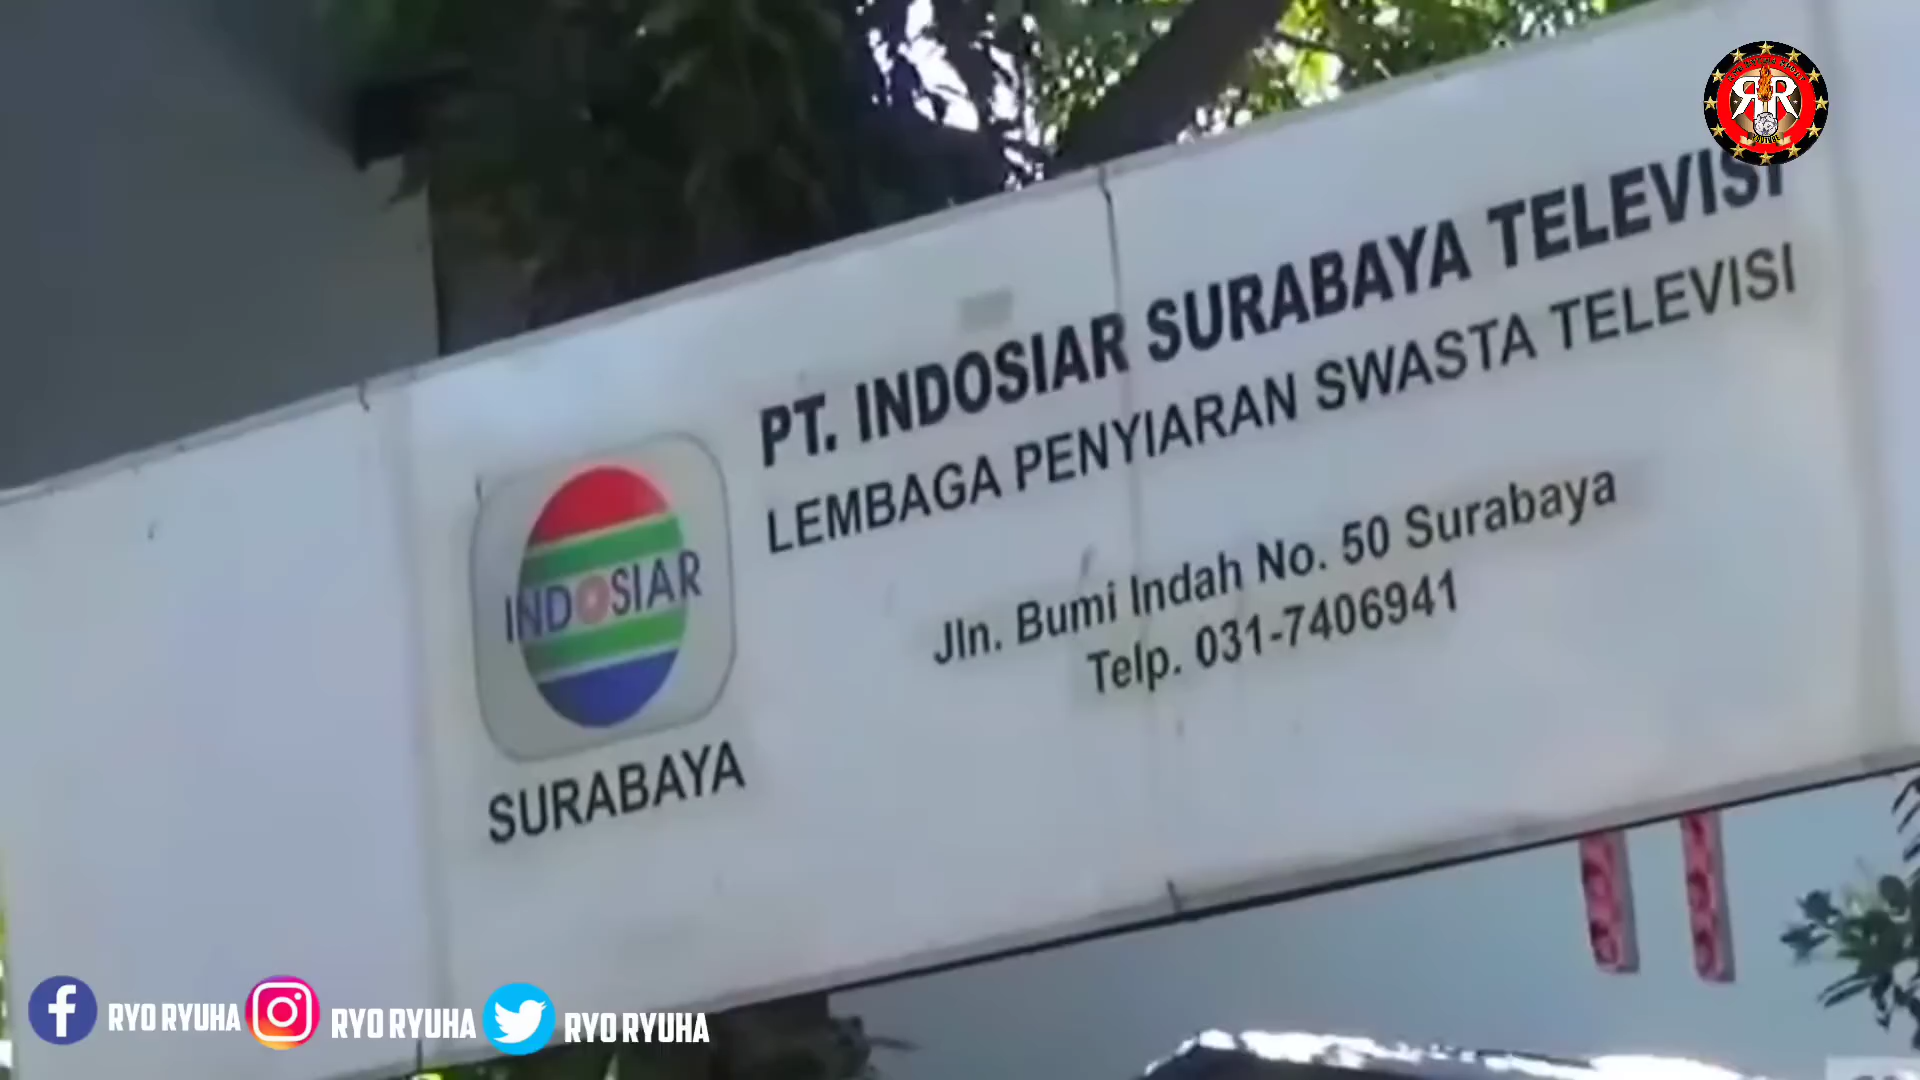 PT. INDOSIAR SURABAYA TELEVISI
LEMBAGA PENYIARAN SWASTA TELEVISI
Jln. Bumi Indah No. 50 Surabaya
Telp. 031-7406941
INDOSIAR
SURABAYA
RR
RYO RYUHA
RYO RYUHA
RYO RYUHA